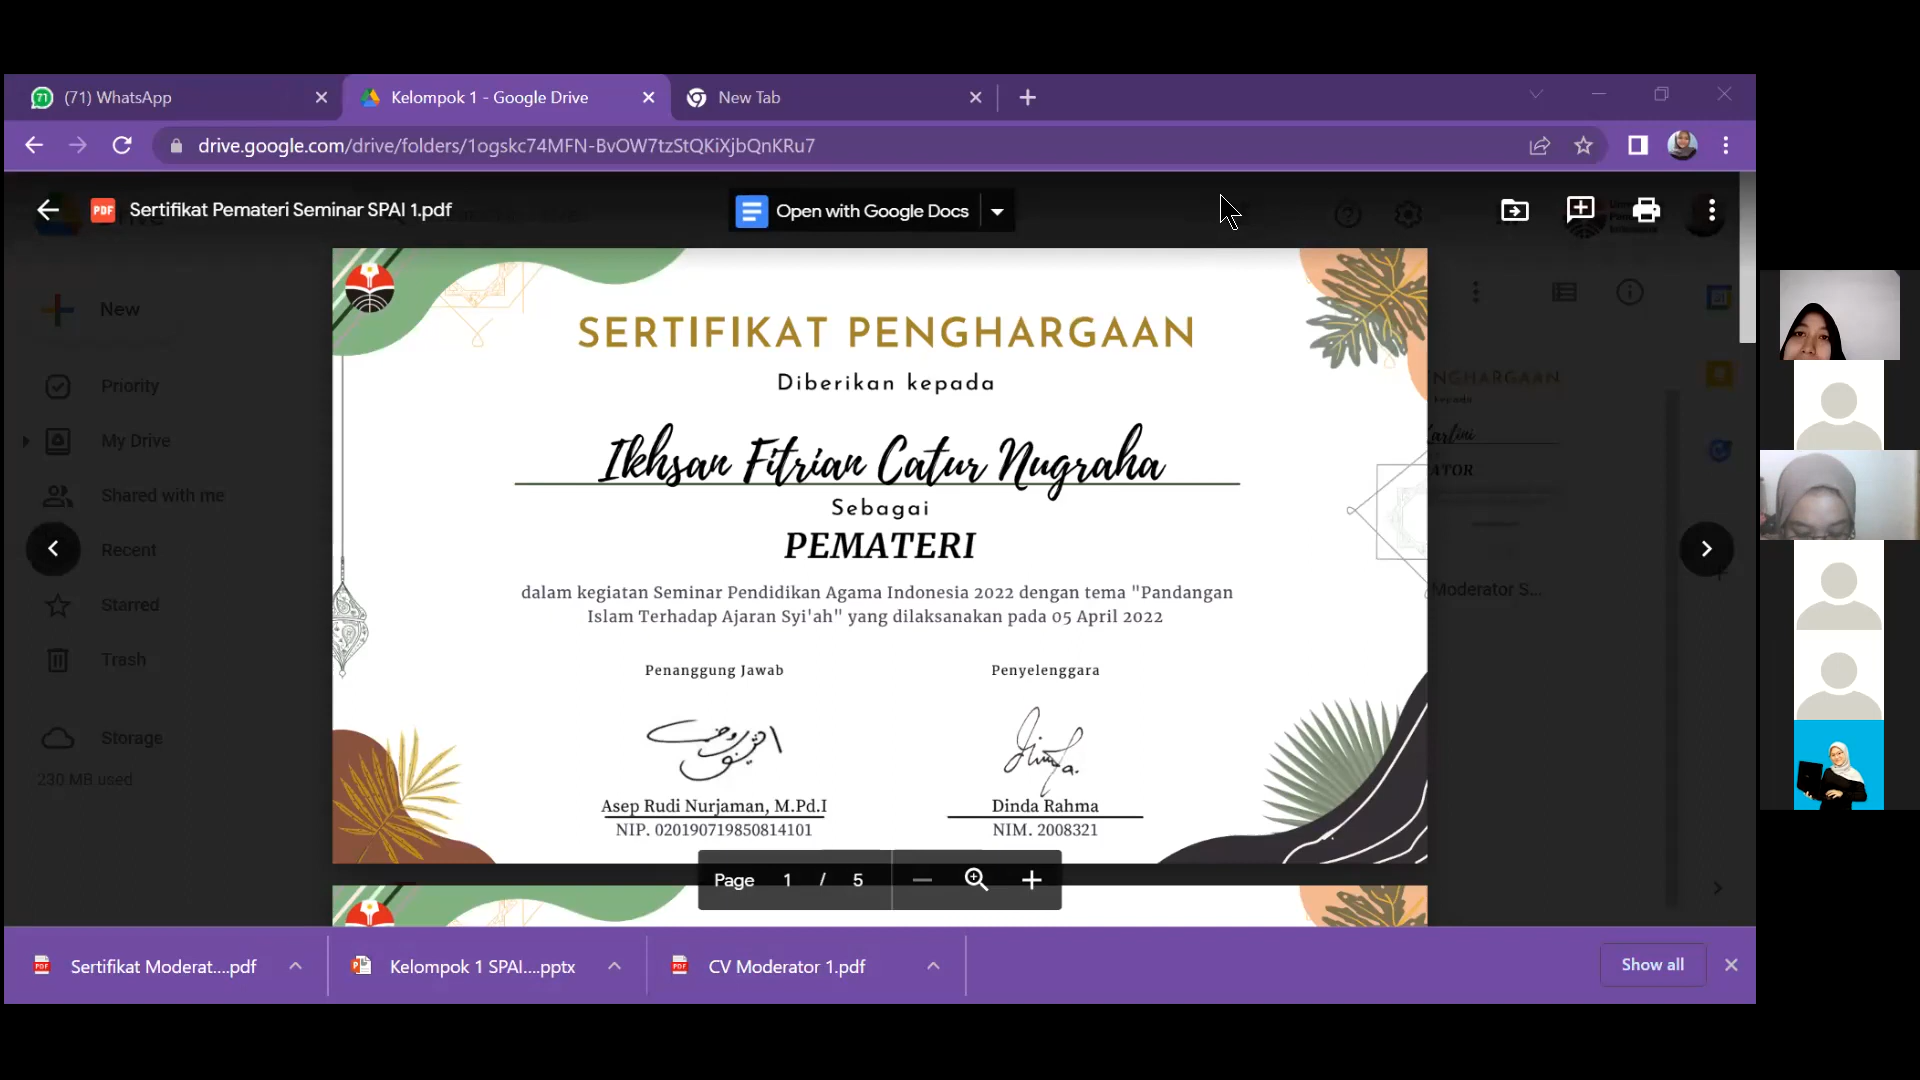 (71) WhatsApp
Kelompok 1 - Google Drive
New Tab
drive.google.com/drive/folders/1ogskc74MFN-BvOW7tzStQKiXjbQnKRu7
PDF
Sertifikat Pemateri Seminar SPAI 1.pdf
Open with Google Docs
New
Priority
My Drive
Shared with me
Recent
Starred
Trash
Storage
230 MB used
SERTIFIKAT PENGHARGAAN
Diberikan kepada
Ikhsan Fitrian Catur Nugraha
Sebagai
PEMATERI
dalam kegiatan Seminar Pendidikan Agama Indonesia 2022 dengan tema "Pandangan
Islam Terhadap Ajaran Syi'ah" yang dilaksanakan pada 05 April 2022
Penanggung Jawab
Penyelenggara
Asep Rudi Nurjaman, M.Pd.I
Dinda Rahma
NIP. 020190719850814101
NIM. 2008321
Moderator S...
Page 1 / 5
Sertifikat Moderat....pdf
Kelompok 1 SPAI....pptx
CV Moderator 1.pdf
Show all